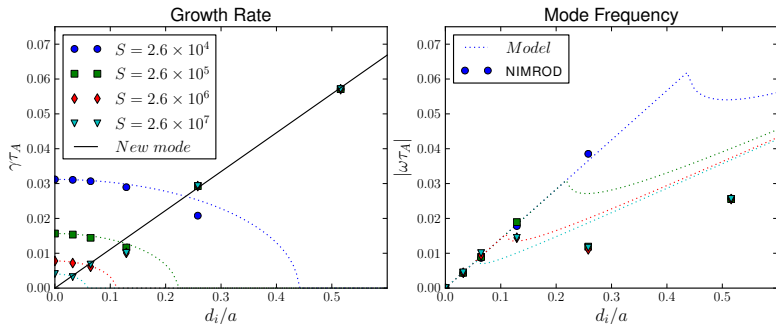 Growth Rate
0.07
0.06
0.05
0.04
0.03
0.02
0.01
0.00
γτ_A
S = 2.6 × 10^4
S = 2.6 × 10^5
S = 2.6 × 10^6
S = 2.6 × 10^7
New mode
0.0 0.1 0.2 0.3 0.4 0.5
d_i/a
Mode Frequency
0.07
0.06
0.05
0.04
0.03
0.02
0.01
0.00
|ωτ_A|
Model
NIMROD
0.0 0.1 0.2 0.3 0.4 0.5
d_i/a